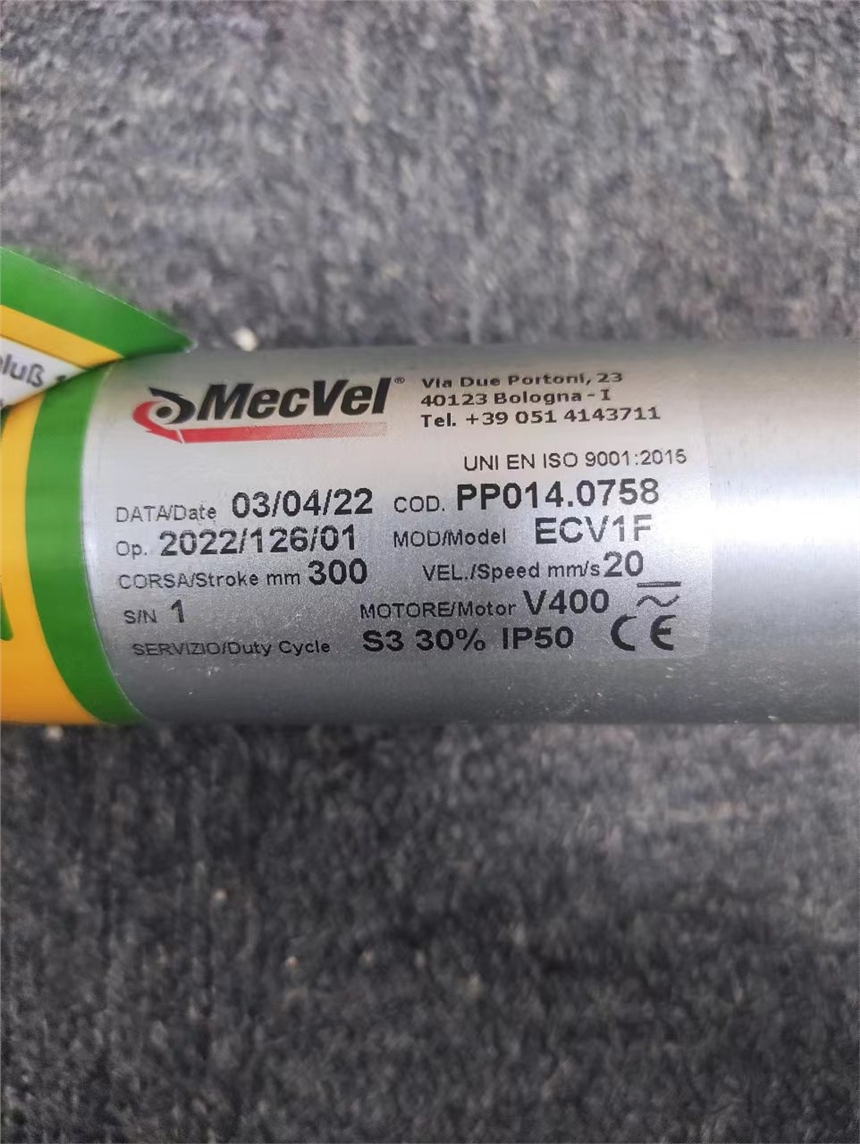 luß
MecVel®
Via Due Portoni, 23
40123 Bologna - I
Tel. +39 051 4143711
UNI EN ISO 9001:2015
DATA/Date 03/04/22 COD. PP014.0758
Op. 2022/126/01 MOD/Model ECV1F
CORSA/Stroke mm 300 VEL./Speed mm/s 20
S/N 1 MOTORE/Motor V400
SERVIZIO/Duty Cycle S3 30% IP50 CE